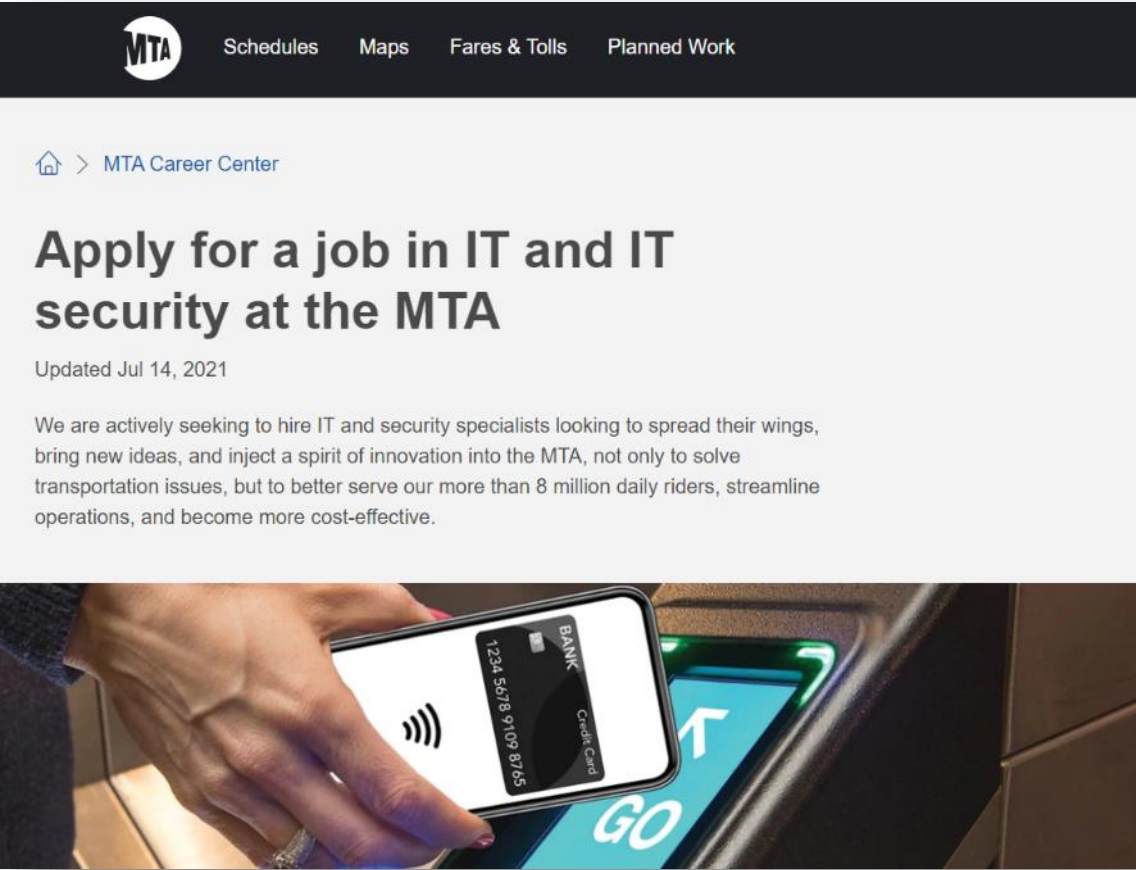 MTA
Schedules Maps Fares & Tolls Planned Work
MTA Career Center
Apply for a job in IT and IT
security at the MTA
Updated Jul 14, 2021
We are actively seeking to hire IT and security specialists looking to spread their wings,
bring new ideas, and inject a spirit of innovation into the MTA, not only to solve
transportation issues, but to better serve our more than 8 million daily riders, streamline
operations, and become more cost-effective.
BANK
Credit Card
1234 5678 9109 8765
GO